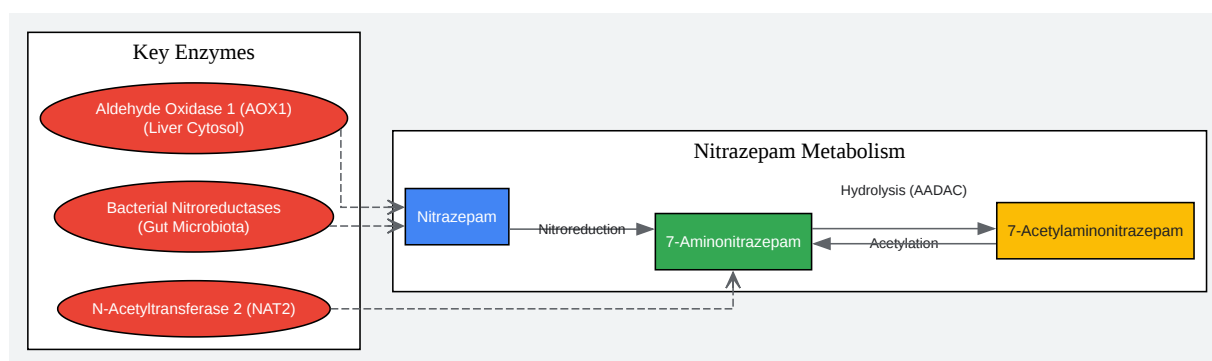 Key Enzymes
Aldehyde Oxidase 1 (AOX1)
(Liver Cytosol)
Bacterial Nitroreductases
(Gut Microbiota)
N-Acetyltransferase 2 (NAT2)
Nitrazepam Metabolism
Nitrazepam
Nitroreduction
7-Aminonitrazepam
Hydrolysis (AADAC)
Acetylation
7-Acetylaminonitrazepam